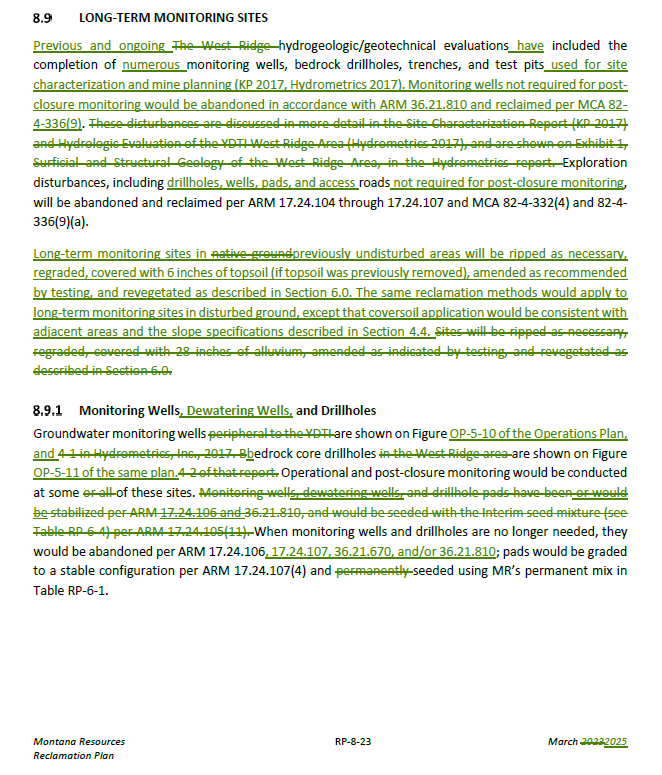 8.9 LONG-TERM MONITORING SITES
Previous and ongoing The West Ridge hydrogeologic/geotechnical evaluations have included the
completion of numerous monitoring wells, bedrock drillholes, trenches, and test pits used for site
characterization and mine planning (KP 2017, Hydrometrics 2017). Monitoring wells not required for post-
closure monitoring would be abandoned in accordance with ARM 36.21.810 and reclaimed per MCA 82-
4-336(9). These disturbances are discussed in more detail in the Site Characterization Report (KP 2017)
and Hydrologic Evaluation of the YDTI West Ridge Area (Hydrometrics 2017), and are shown on Exhibit 1,
Surficial and Structural Geology of the West Ridge Area, in the Hydrometrics report. Exploration
disturbances, including drillholes, wells, pads, and access roads not required for post-closure monitoring,
will be abandoned and reclaimed per ARM 17.24.104 through 17.24.107 and MCA 82-4-332(4) and 82-4-
336(9)(a).
Long-term monitoring sites in native ground previously undisturbed areas will be ripped as necessary,
regraded, covered with 6 inches of topsoil (if topsoil was previously removed), amended as recommended
by testing, and revegetated as described in Section 6.0. The same reclamation methods would apply to
long-term monitoring sites in disturbed ground, except that coversoil application would be consistent with
adjacent areas and the slope specifications described in Section 4.4. Sites will be ripped as necessary,
regraded, covered with 28 inches of alluvium, amended as indicated by testing, and revegetated as
described in Section 6.0.
8.9.1 Monitoring Wells, Dewatering Wells, and Drillholes
Groundwater monitoring wells peripheral to the YDTI are shown on Figure OP-5-10 of the Operations Plan,
and 4-1 in Hydrometrics, Inc., 2017. Bbedrock core drillholes in the West Ridge area are shown on Figure
OP-5-11 of the same plan.4-2 of that report. Operational and post-closure monitoring would be conducted
at some or all of these sites. Monitoring wells, dewatering wells, and drillhole pads have been or would
be stabilized per ARM 17.24.106 and 36.21.810, and would be seeded with the Interim seed mixture (see
Table RP-6-4) per ARM 17.24.105(11). When monitoring wells and drillholes are no longer needed, they
would be abandoned per ARM 17.24.106, 17.24.107, 36.21.670, and/or 36.21.810; pads would be graded
to a stable configuration per ARM 17.24.107(4) and permanently seeded using MR's permanent mix in
Table RP-6-1.
Montana Resources RP-8-23 March 20232025
Reclamation Plan